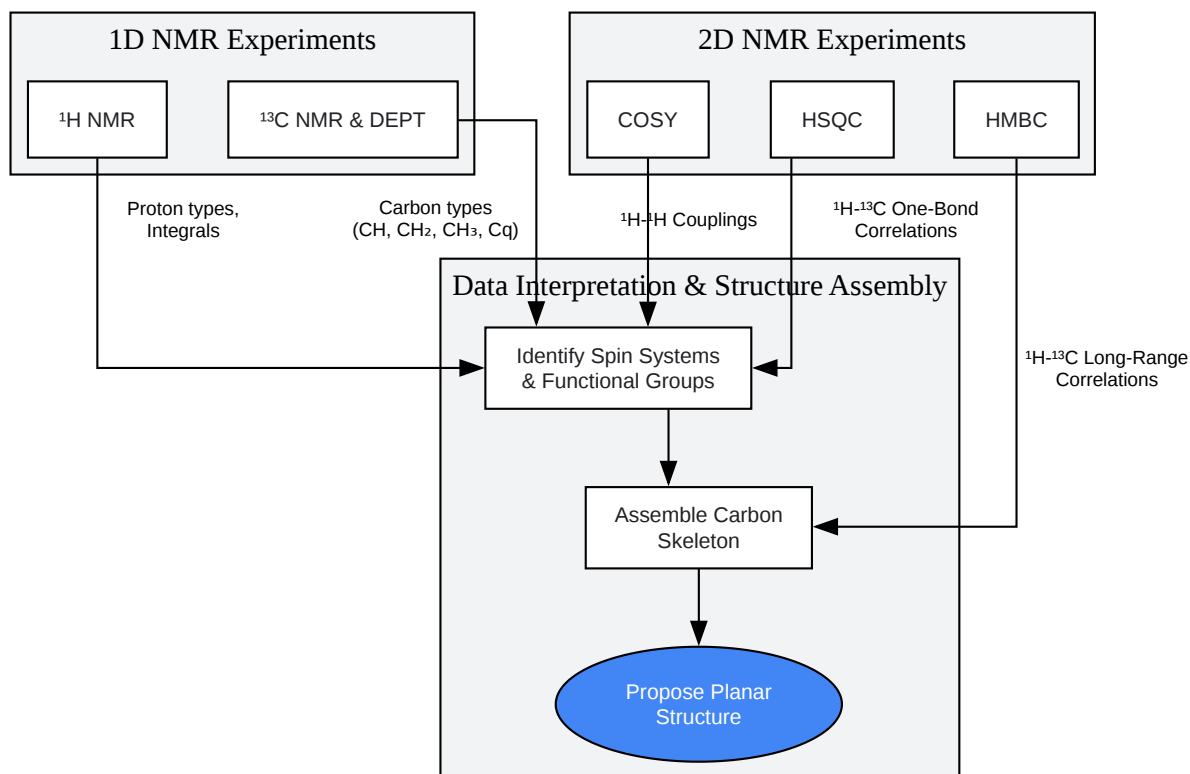 1D NMR Experiments
2D NMR Experiments
¹H NMR
¹³C NMR & DEPT
COSY
HSQC
HMBC
Proton types,
Integrals
Carbon types
(CH, CH₂, CH₃, Cq)
¹H-¹H Couplings
¹H-¹³C One-Bond
Correlations
Data Interpretation & Structure Assembly
Identify Spin Systems
& Functional Groups
¹H-¹³C Long-Range
Correlations
Assemble Carbon
Skeleton
Propose Planar
Structure